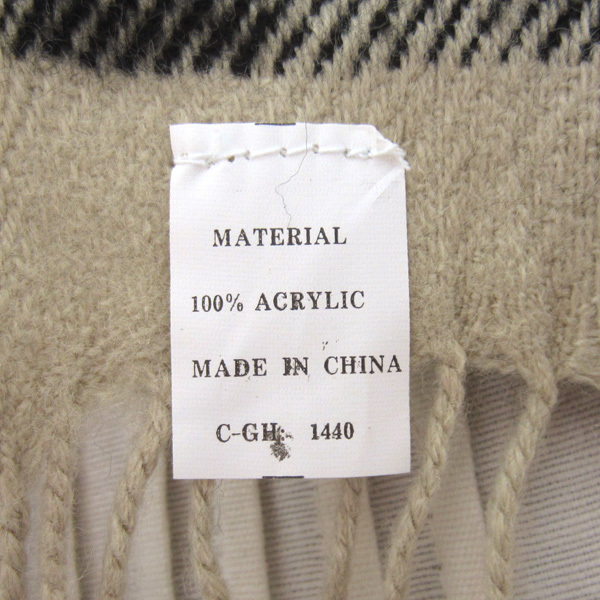 MATERIAL
100% ACRYLIC
MADE IN CHINA
C-GH: 1440